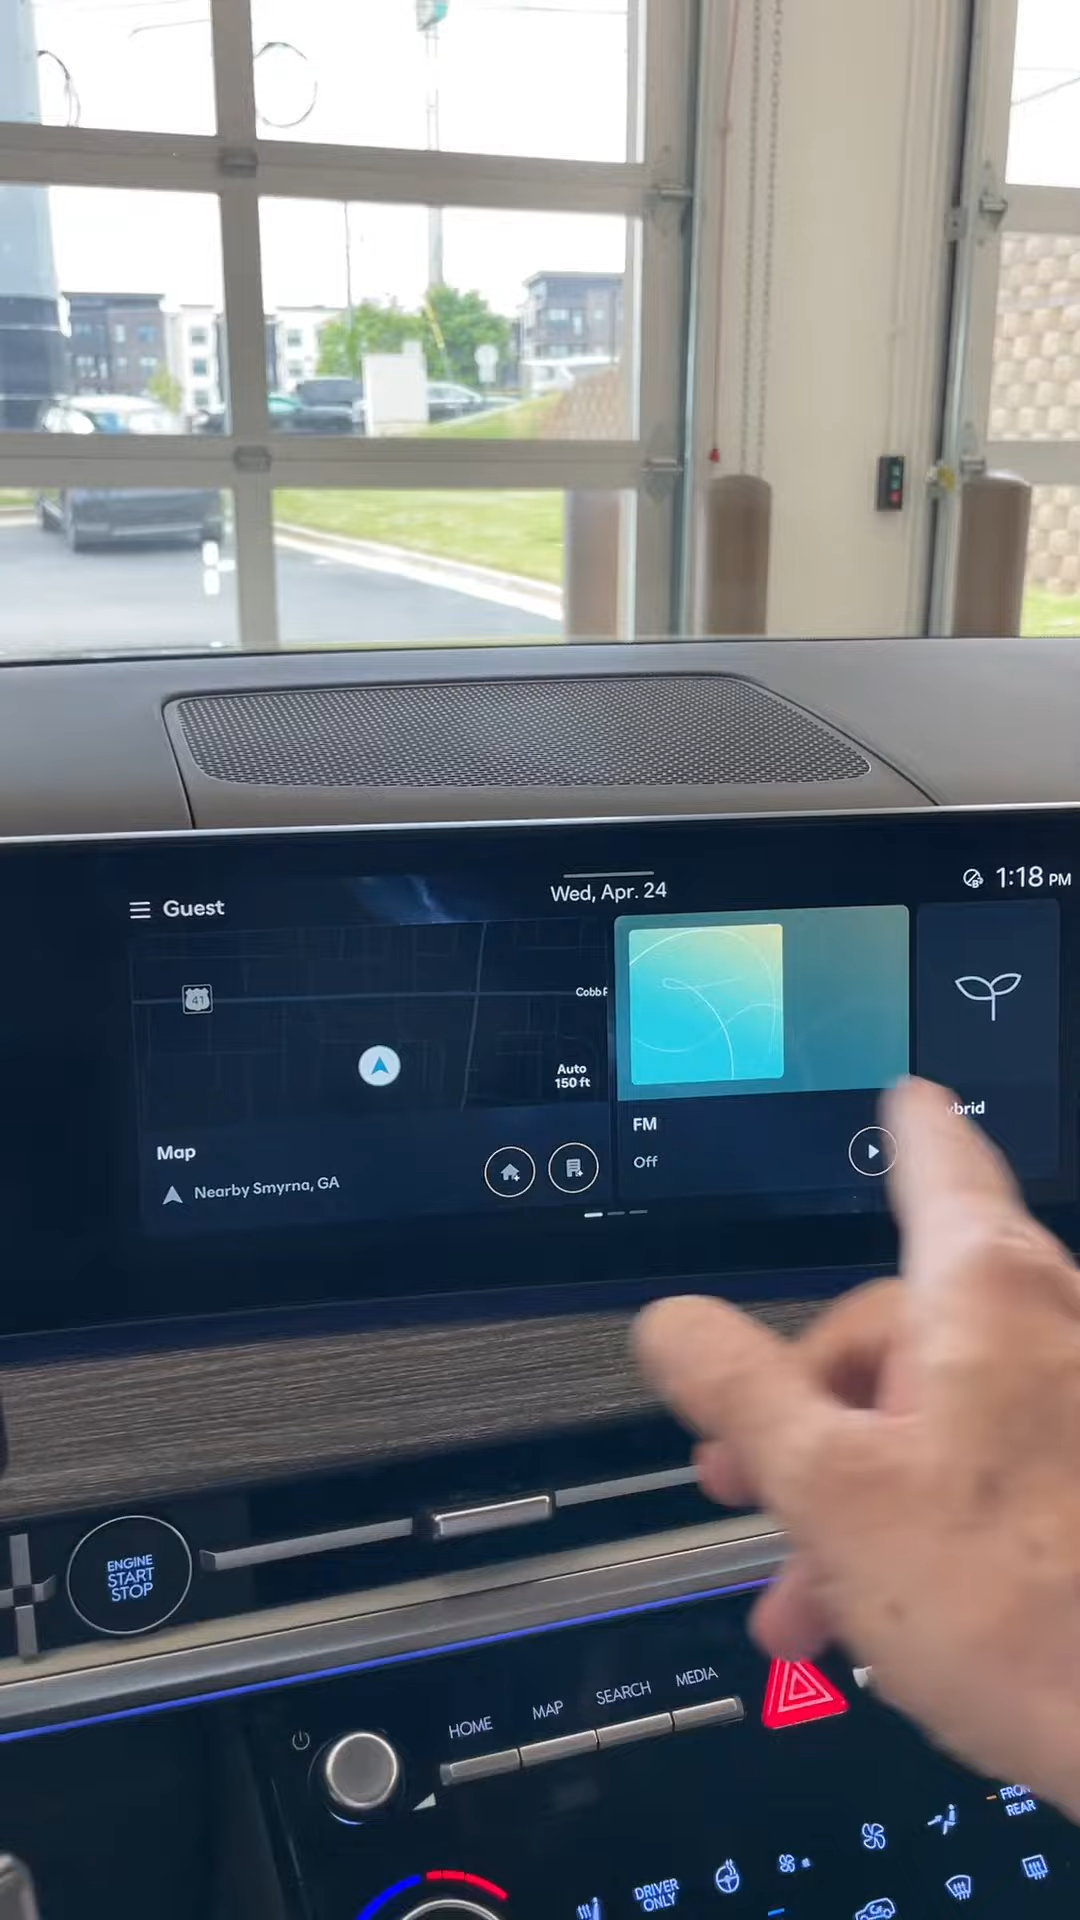 Guest
Wed, Apr. 24
1:18 PM
41
Auto
150 ft
Map
Nearby Smyrna, GA
FM
Off
ENGINE
START
STOP
HOME
MAP
SEARCH
MEDIA
REAR
DRIVER
ONLY